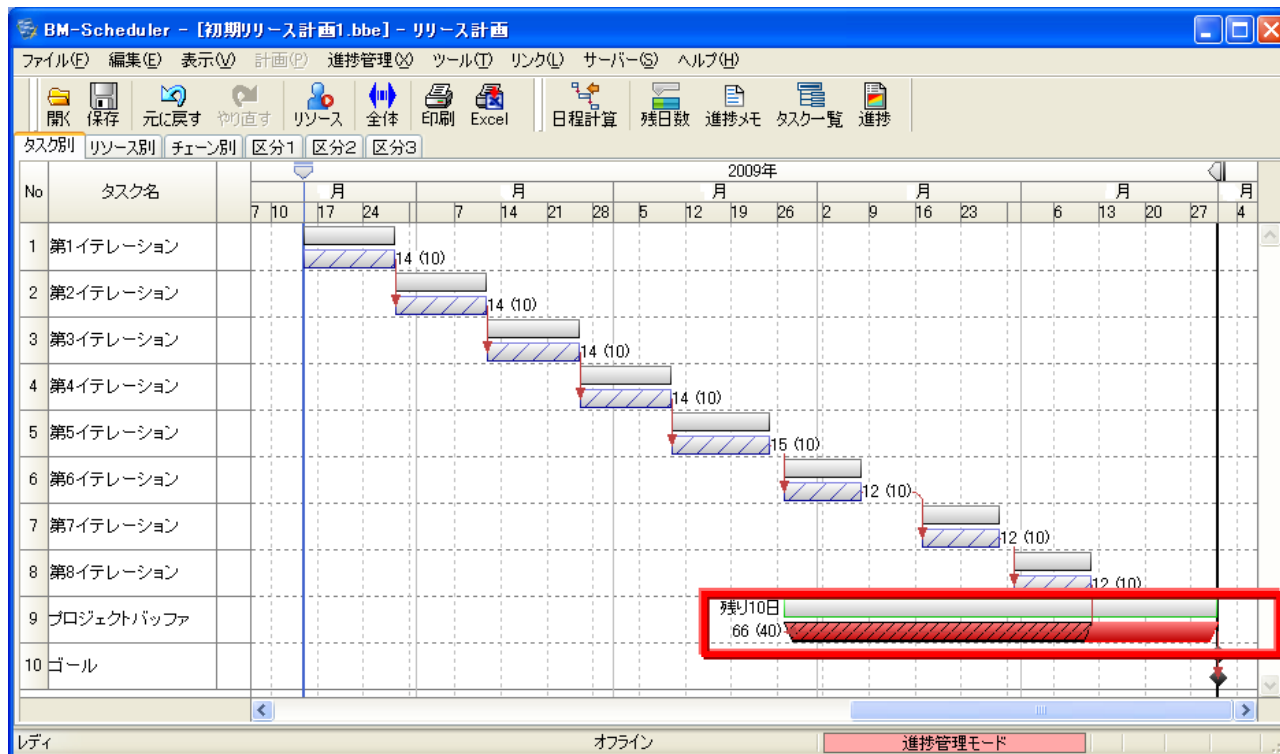 BM-Scheduler - [初期リリース計画1.bbe] - リリース計画
ファイル(F) 編集(E) 表示(V) 計画(P) 進捗管理(X) ツール(T) リンク(L) サーバー(S) ヘルプ(H)
開く 保存 元に戻す やり直す リソース 全体 印刷 Excel 日程計算 残日数 進捗メモ タスク一覧 進捗
タスク別 リソース別 チェーン別 区分1 区分2 区分3
2009年
No タスク名 月 月 月 月 月 月
7 10 17 24 7 14 21 28 5 12 19 26 2 9 16 23 6 13 20 27 4
1 第1イテレーション
14 (10)
2 第2イテレーション
14 (10)
3 第3イテレーション
14 (10)
4 第4イテレーション
14 (10)
5 第5イテレーション
15 (10)
6 第6イテレーション
12 (10)
7 第7イテレーション
12 (10)
8 第8イテレーション
12 (10)
9 プロジェクトバッファ 残り10日
66 (40)
10 ゴール
レディ オフライン 進捗管理モード